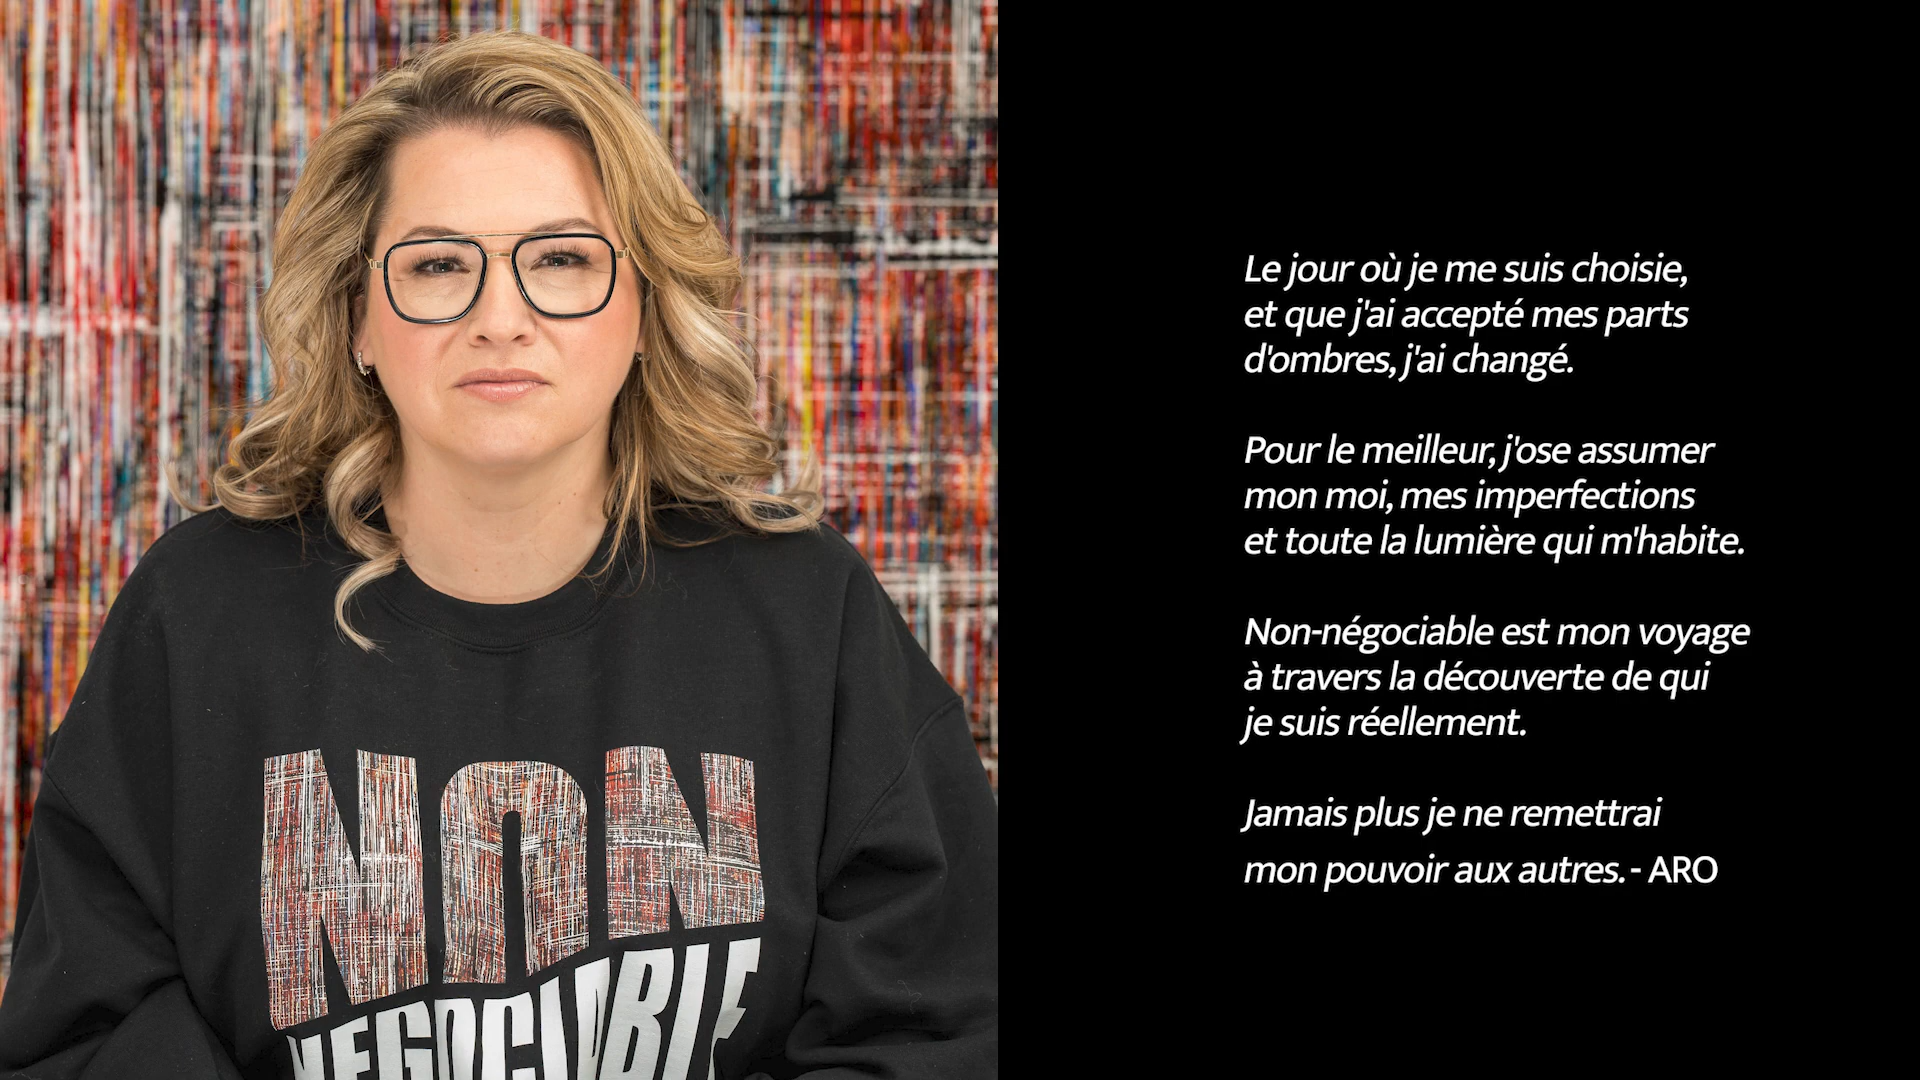 NON
NÉGOCIABLE
Le jour où je me suis choisie,
et que j'ai accepté mes parts
d'ombres, j'ai changé.
Pour le meilleur, j'ose assumer
mon moi, mes imperfections
et toute la lumière qui m'habite.
Non-négociable est mon voyage
à travers la découverte de qui
je suis réellement.
Jamais plus je ne remettrai
mon pouvoir aux autres. - ARO